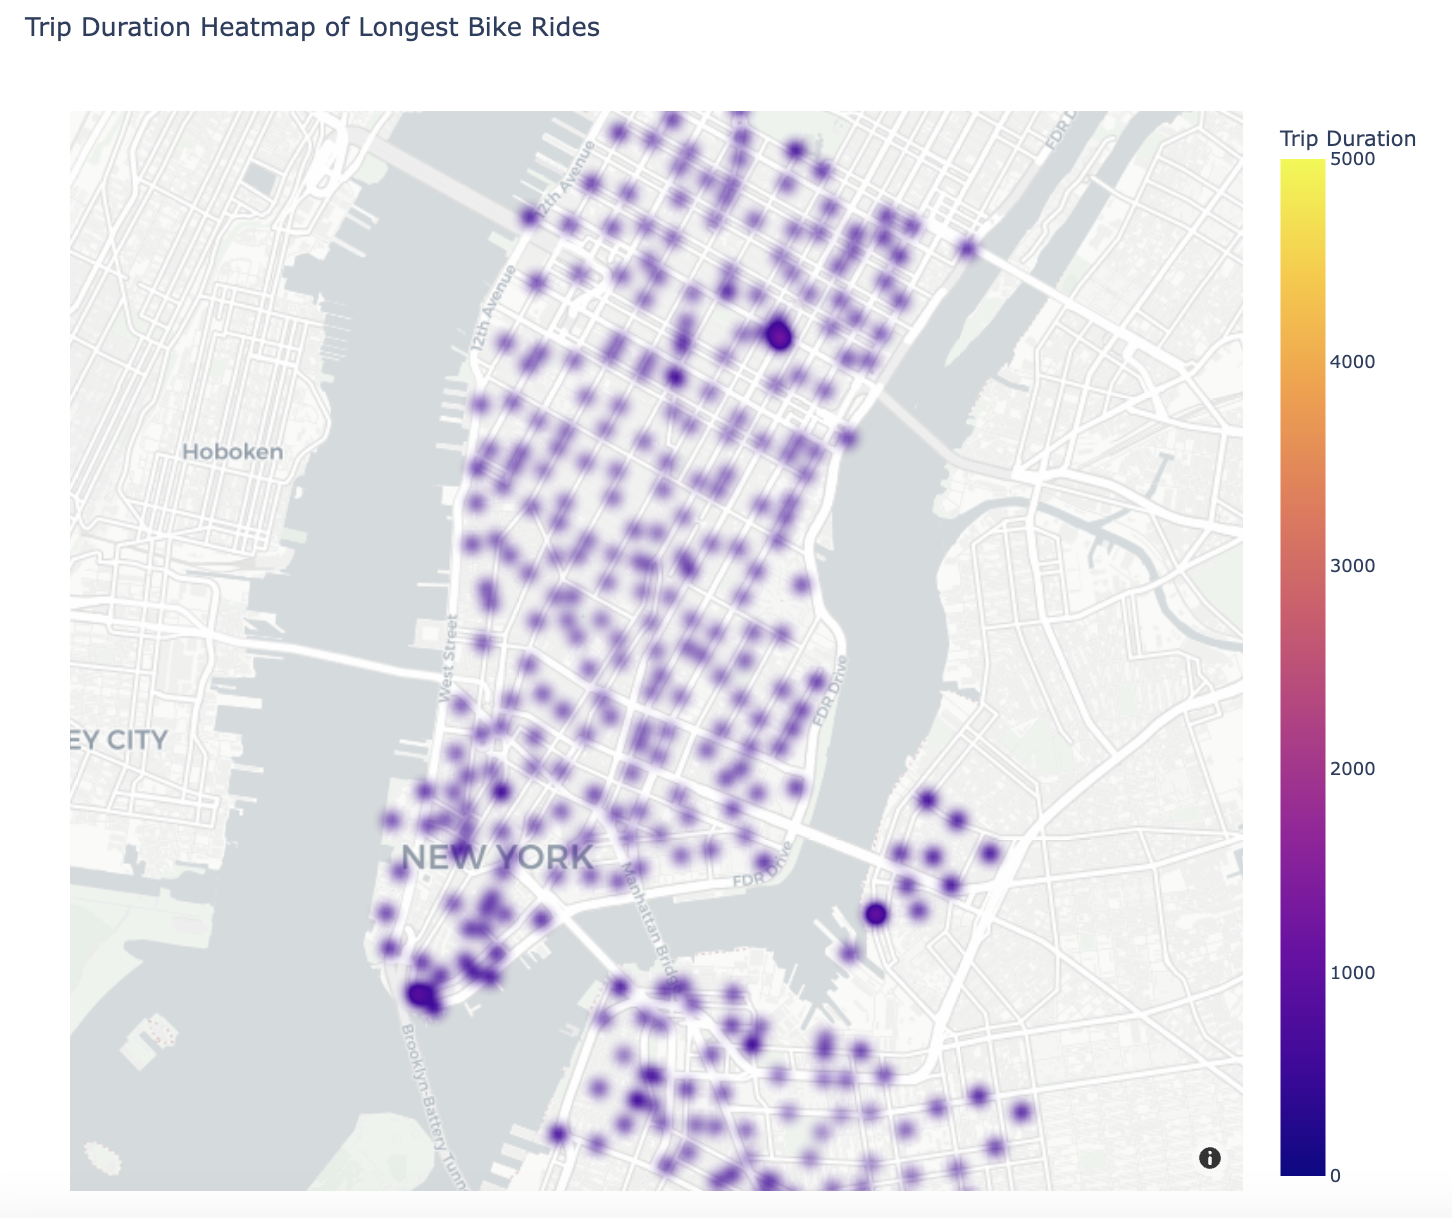 Trip Duration Heatmap of Longest Bike Rides
Trip Duration
5000
4000
3000
2000
1000
0
FDR D
12th Avenue
12th Avenue
Hoboken
West Street
FDR Drive
EY CITY
NEW YORK
FDR Drive
Manhattan Bridge
Brooklyn-Battery Tunn
i